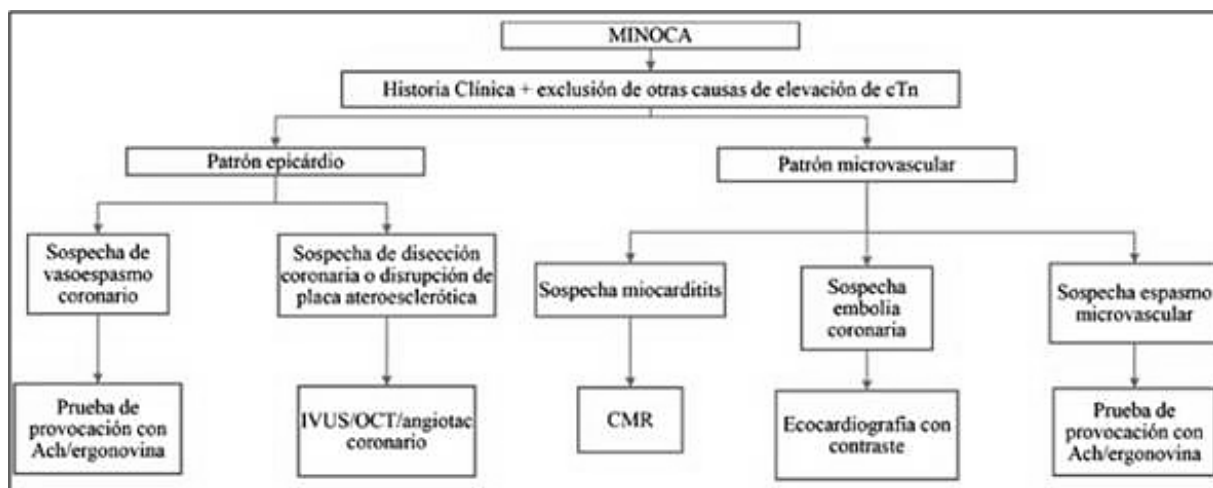 MINOCA
Historia Clínica + exclusión de otras causas de elevación de cTn
Patrón epicárdio
Patrón microvascular
Sospecha de
vasoespasmo
coronario
Sospecha de disección
coronaria o disrupción de
placa ateroesclerótica
Sospecha miocarditits
Sospecha
embolia
coronaria
Sospecha espasmo
microvascular
Prueba de
provocación con
Ach/ergonovina
IVUS/OCT/angiotac
coronario
CMR
Ecocardiografia con
contraste
Prueba de
provocación con
Ach/ergonovina